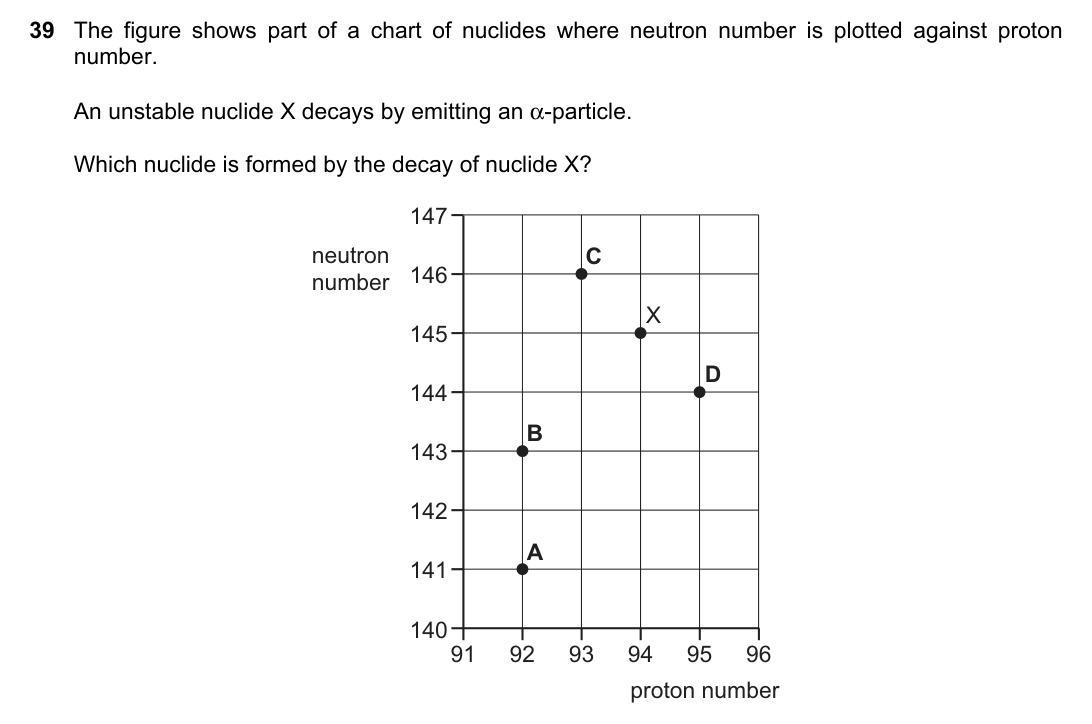 39 The figure shows part of a chart of nuclides where neutron number is plotted against proton
number.
An unstable nuclide X decays by emitting an α-particle.
Which nuclide is formed by the decay of nuclide X?
147
neutron
number
C
146
X
145
D
144
B
143
142
A
141
140
91 92 93 94 95 96
proton number